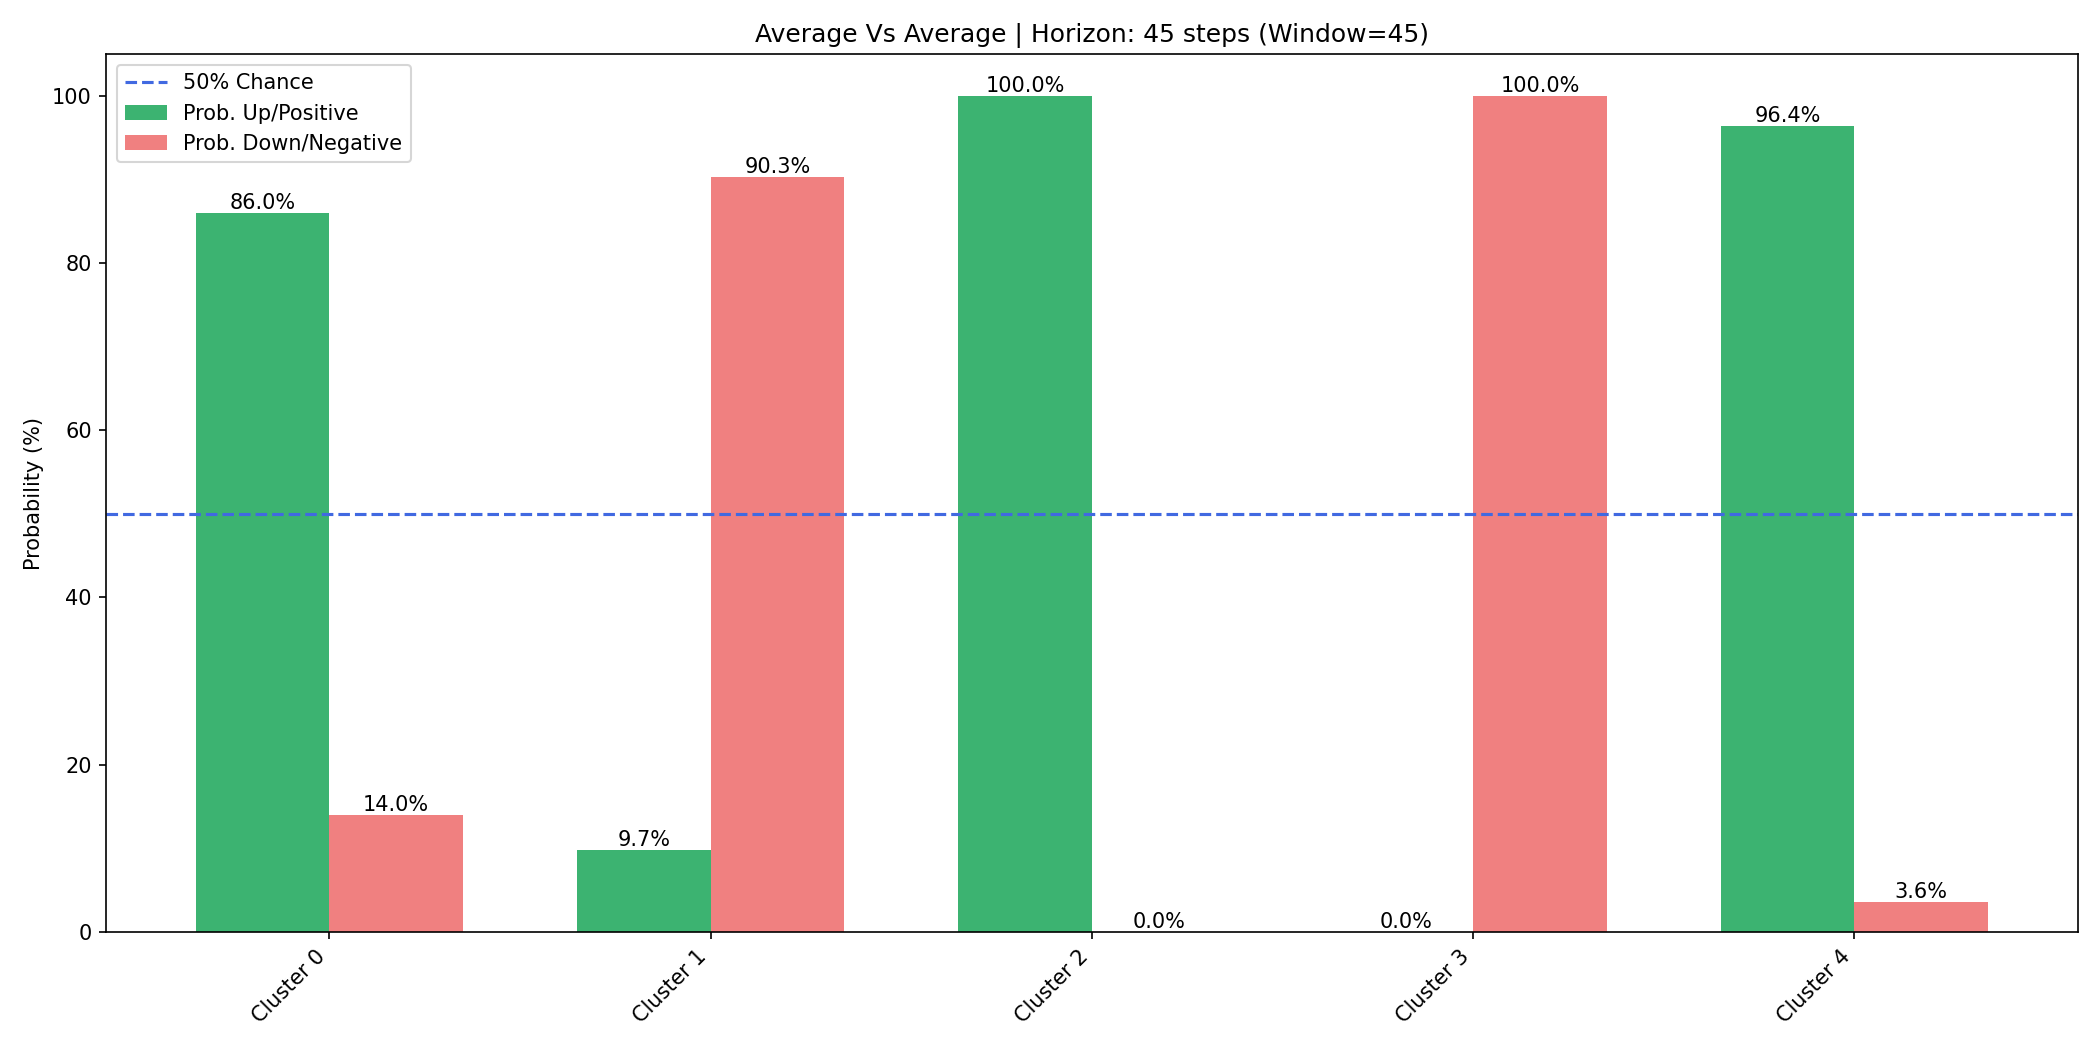 Average Vs Average | Horizon: 45 steps (Window=45)
50% Chance
Prob. Up/Positive
Prob. Down/Negative
Probability (%)
100
80
60
40
20
0
86.0%
14.0%
9.7%
90.3%
100.0%
0.0%
0.0%
100.0%
96.4%
3.6%
Cluster 0
Cluster 1
Cluster 2
Cluster 3
Cluster 4